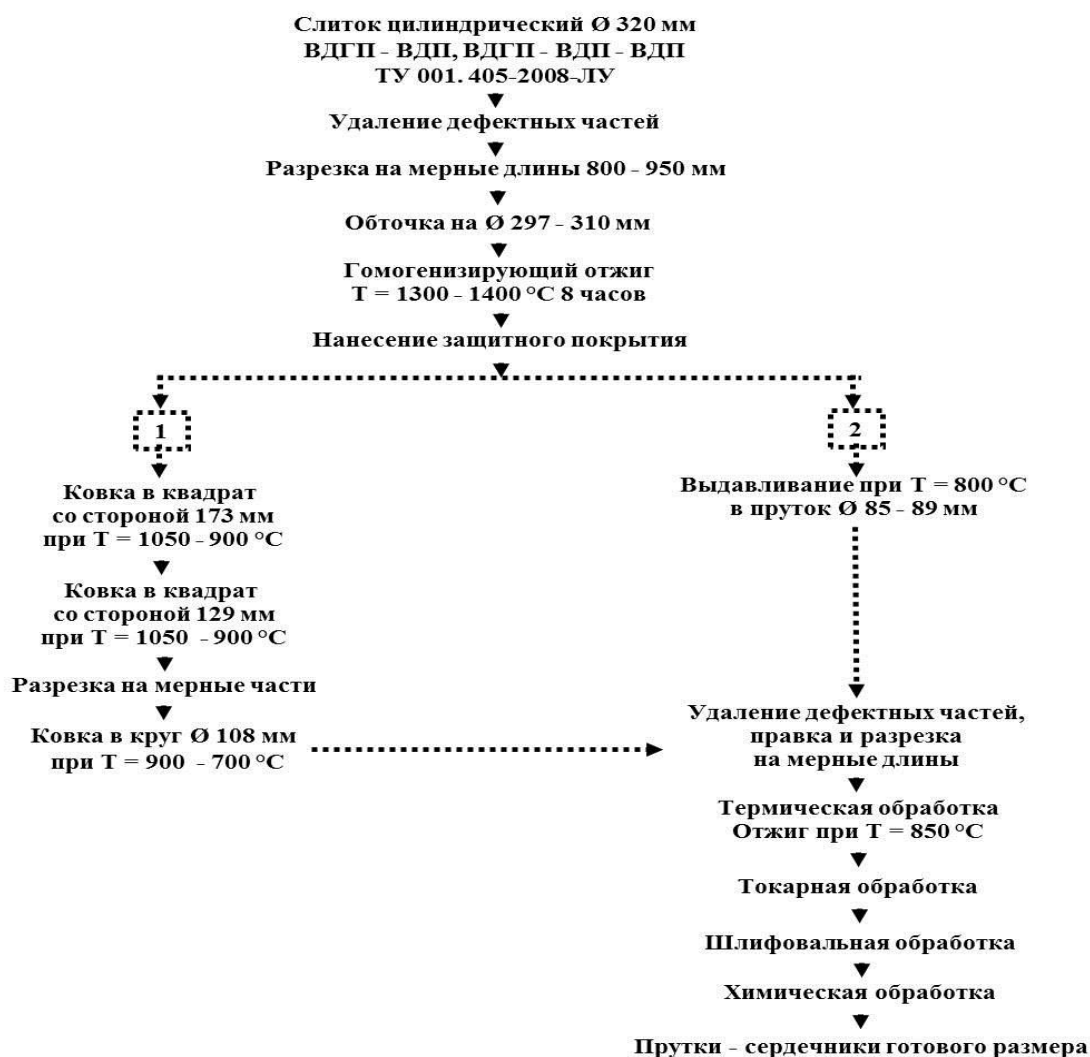 Слиток цилиндрический Ø 320 мм
ВДГП - ВДП, ВДГП - ВДП - ВДП
ТУ 001. 405-2008-ЛУ
Удаление дефектных частей
Разрезка на мерные длины 800 - 950 мм
Обточка на Ø 297 - 310 мм
Гомогенизирующий отжиг
Т = 1300 - 1400 °С 8 часов
Нанесение защитного покрытия
1
Ковка в квадрат
со стороной 173 мм
при Т = 1050 - 900 °С
Ковка в квадрат
со стороной 129 мм
при Т = 1050 - 900 °С
Разрезка на мерные части
Ковка в круг Ø 108 мм
при Т = 900 - 700 °С
2
Выдавливание при Т = 800 °С
в пруток Ø 85 - 89 мм
Удаление дефектных частей,
правка и разрезка
на мерные длины
Термическая обработка
Отжиг при Т = 850 °С
Токарная обработка
Шлифовальная обработка
Химическая обработка
Прутки - сердечники готового размера